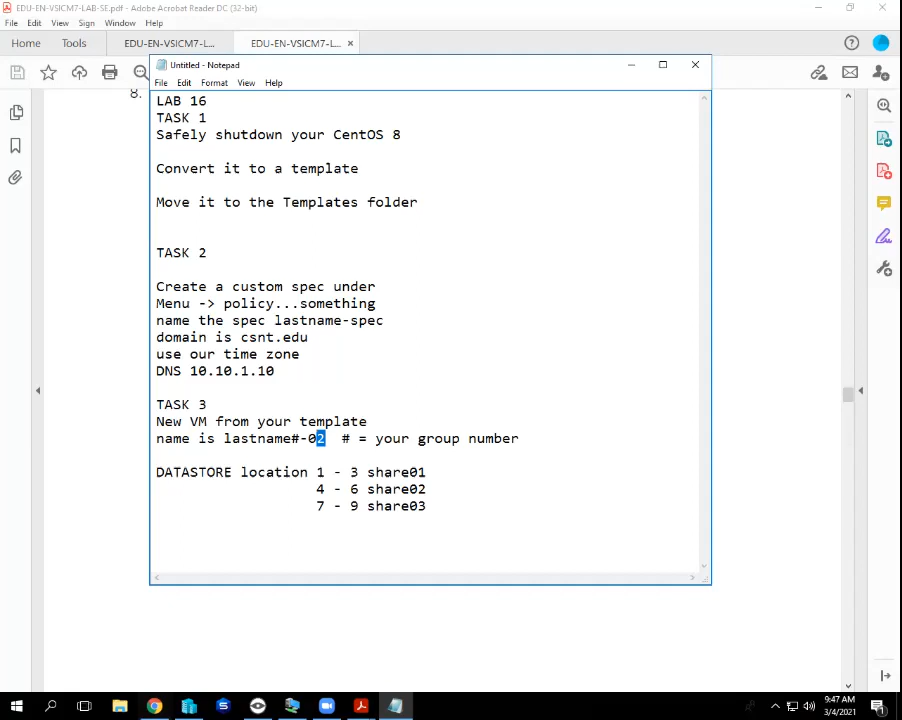 EDU-EN-VSICM7-LAB-SE.pdf - Adobe Acrobat Reader DC (32-bit)
File Edit View Sign Window Help
Home Tools EDU-EN-VSICM7-L... EDU-EN-VSICM7-L... ×
8.
Untitled - Notepad
File Edit Format View Help
LAB 16
TASK 1
Safely shutdown your CentOS 8
Convert it to a template
Move it to the Templates folder
TASK 2
Create a custom spec under
Menu -> policy...something
name the spec lastname-spec
domain is csnt.edu
use our time zone
DNS 10.10.1.10
TASK 3
New VM from your template
name is lastname#-02  # = your group number
DATASTORE location 1 - 3 share01
4 - 6 share02
7 - 9 share03
9:47 AM
3/4/2021